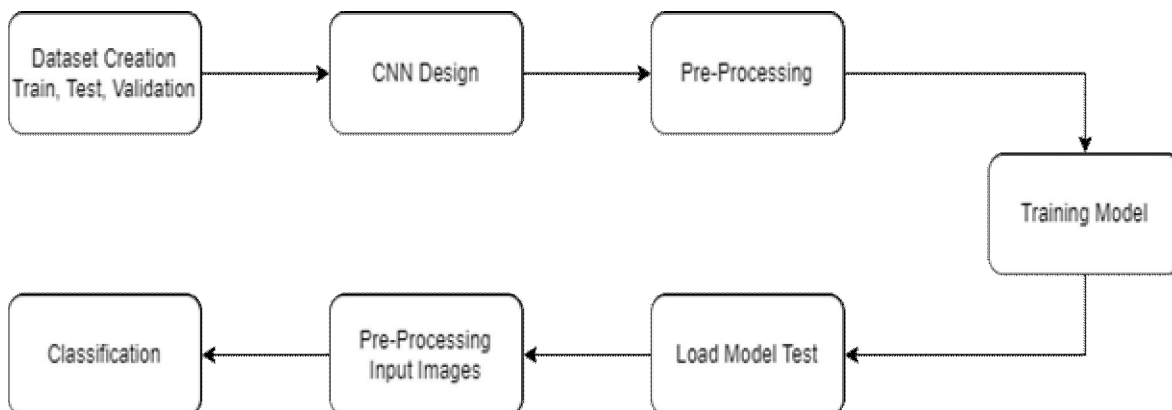 Dataset Creation
Train, Test, Validation
CNN Design
Pre-Processing
Training Model
Load Model Test
Pre-Processing
Input Images
Classification